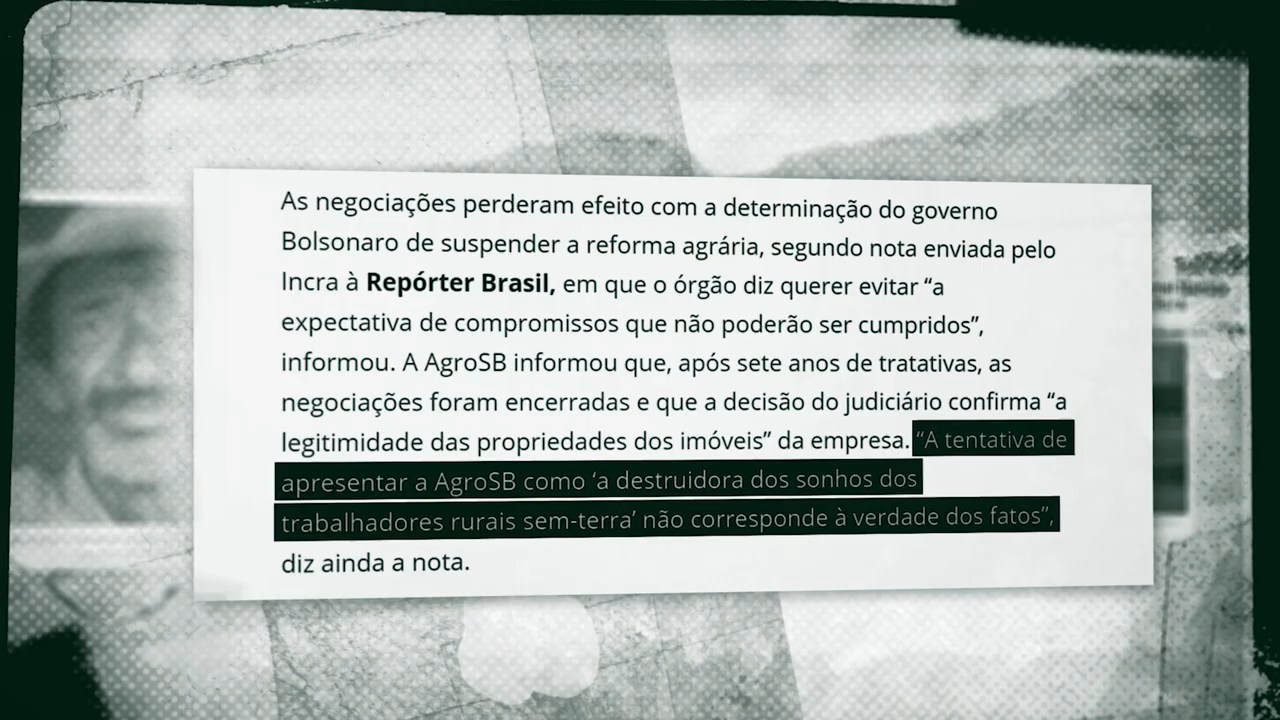 As negociações perderam efeito com a determinação do governo
Bolsonaro de suspender a reforma agrária, segundo nota enviada pelo
Incra à Repórter Brasil, em que o órgão diz querer evitar “a
expectativa de compromissos que não poderão ser cumpridos”,
informou. A AgroSB informou que, após sete anos de tratativas, as
negociações foram encerradas e que a decisão do judiciário confirma “a
legitimidade das propriedades dos imóveis” da empresa. “A tentativa de
apresentar a AgroSB como ‘a destruidora dos sonhos dos
trabalhadores rurais sem-terra’ não corresponde à verdade dos fatos”,
diz ainda a nota.